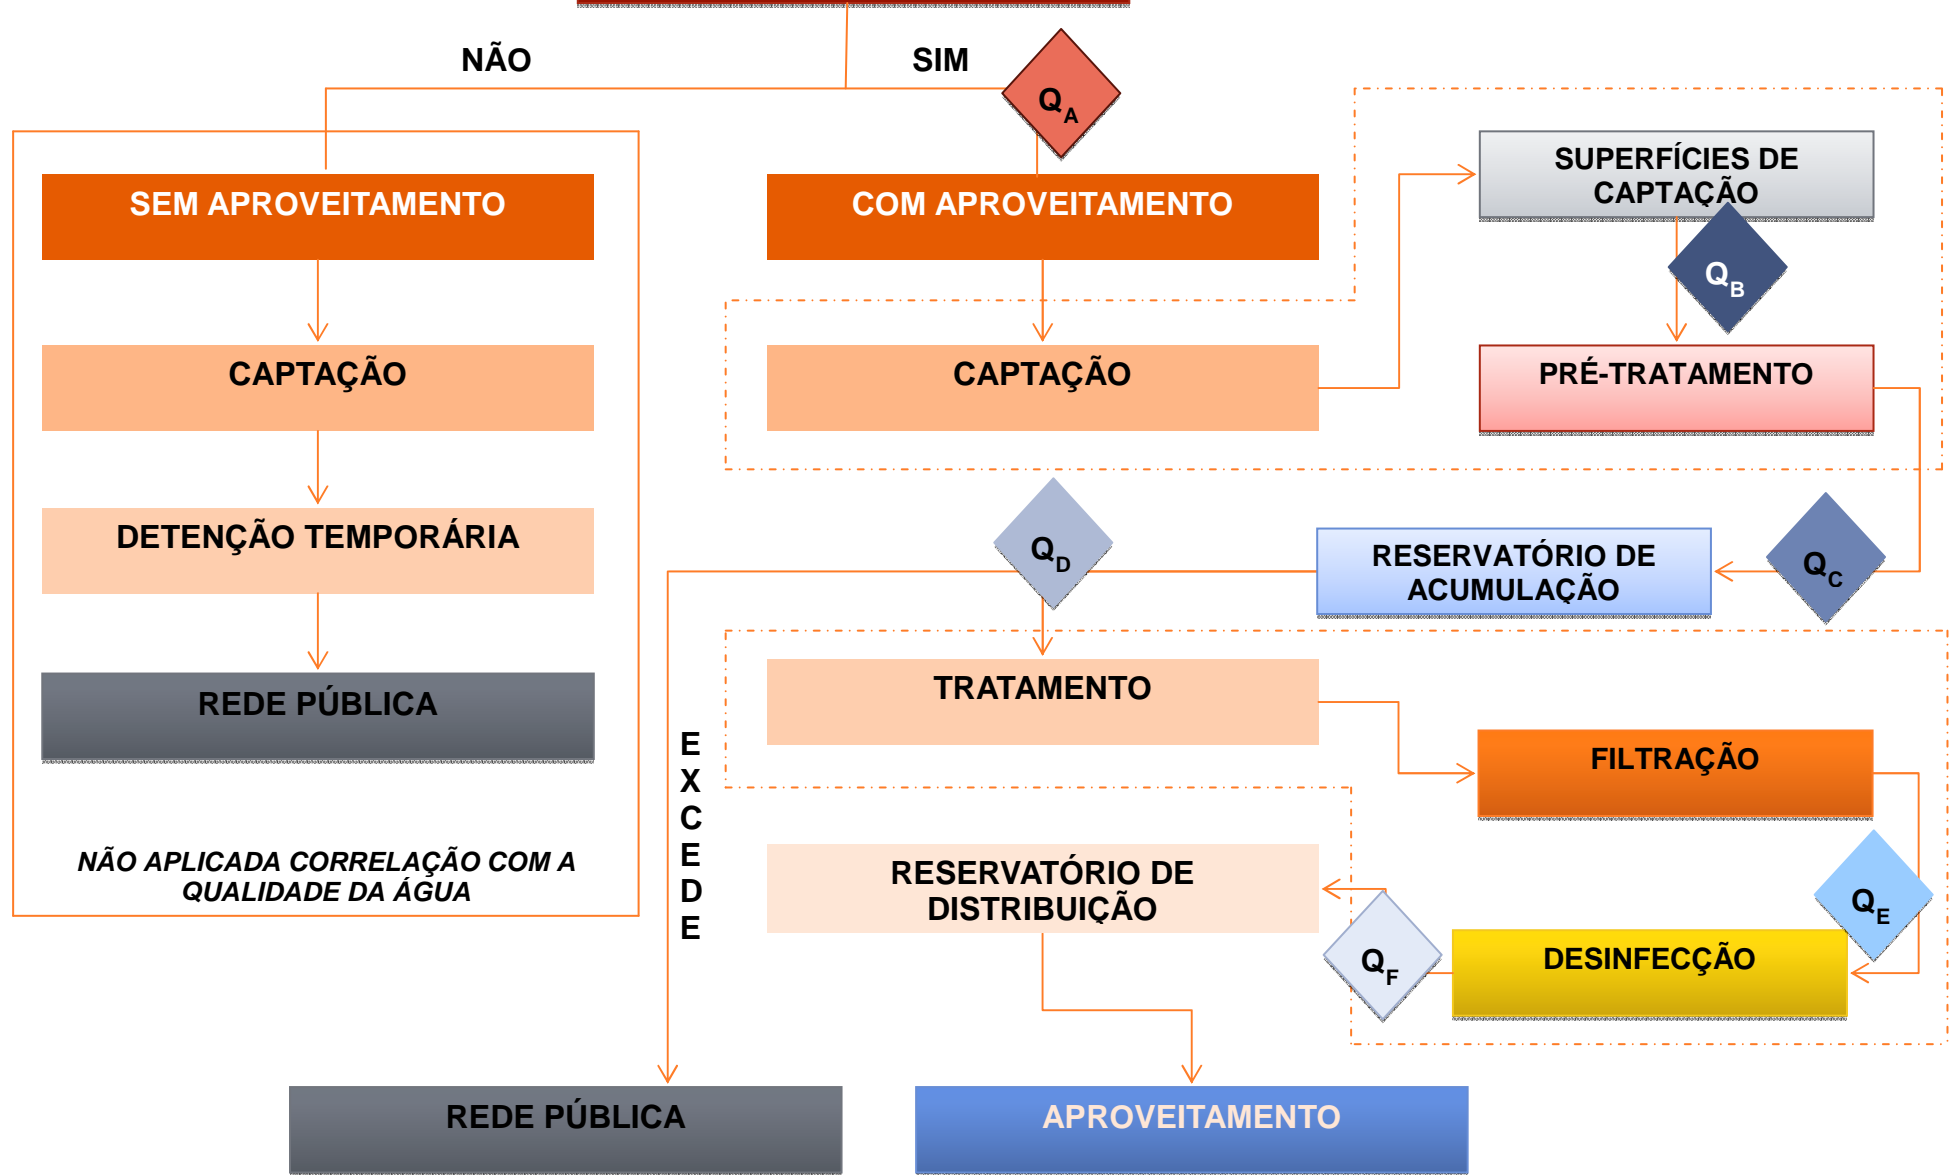 NÃO
SIM
QA
SUPERFÍCIES DE
CAPTAÇÃO
SEM APROVEITAMENTO
COM APROVEITAMENTO
QB
CAPTAÇÃO
CAPTAÇÃO
PRÉ-TRATAMENTO
DETENÇÃO TEMPORÁRIA
QD
RESERVATÓRIO DE
ACUMULAÇÃO
QC
REDE PÚBLICA
TRATAMENTO
E
X
C
E
D
E
FILTRAÇÃO
NÃO APLICADA CORRELAÇÃO COM A
QUALIDADE DA ÁGUA
RESERVATÓRIO DE
DISTRIBUIÇÃO
QE
QF
DESINFECÇÃO
REDE PÚBLICA
APROVEITAMENTO